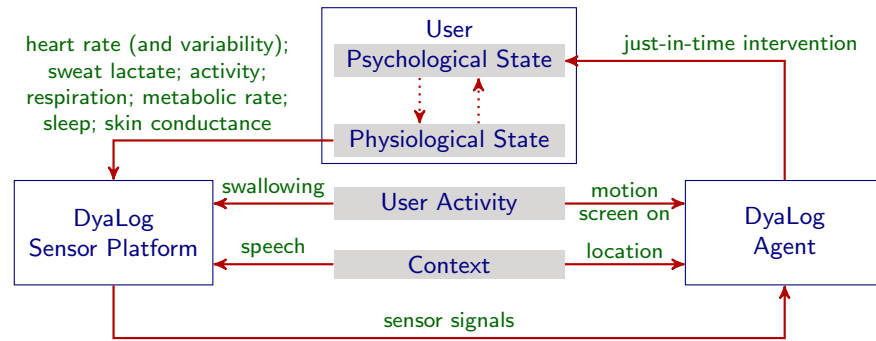 User
heart rate (and variability);
sweat lactate; activity;
respiration; metabolic rate;
sleep; skin conductance
Psychological State
just-in-time intervention
Physiological State
DyaLog
Sensor Platform
swallowing
User Activity
motion
screen on
DyaLog
Agent
speech
Context
location
sensor signals